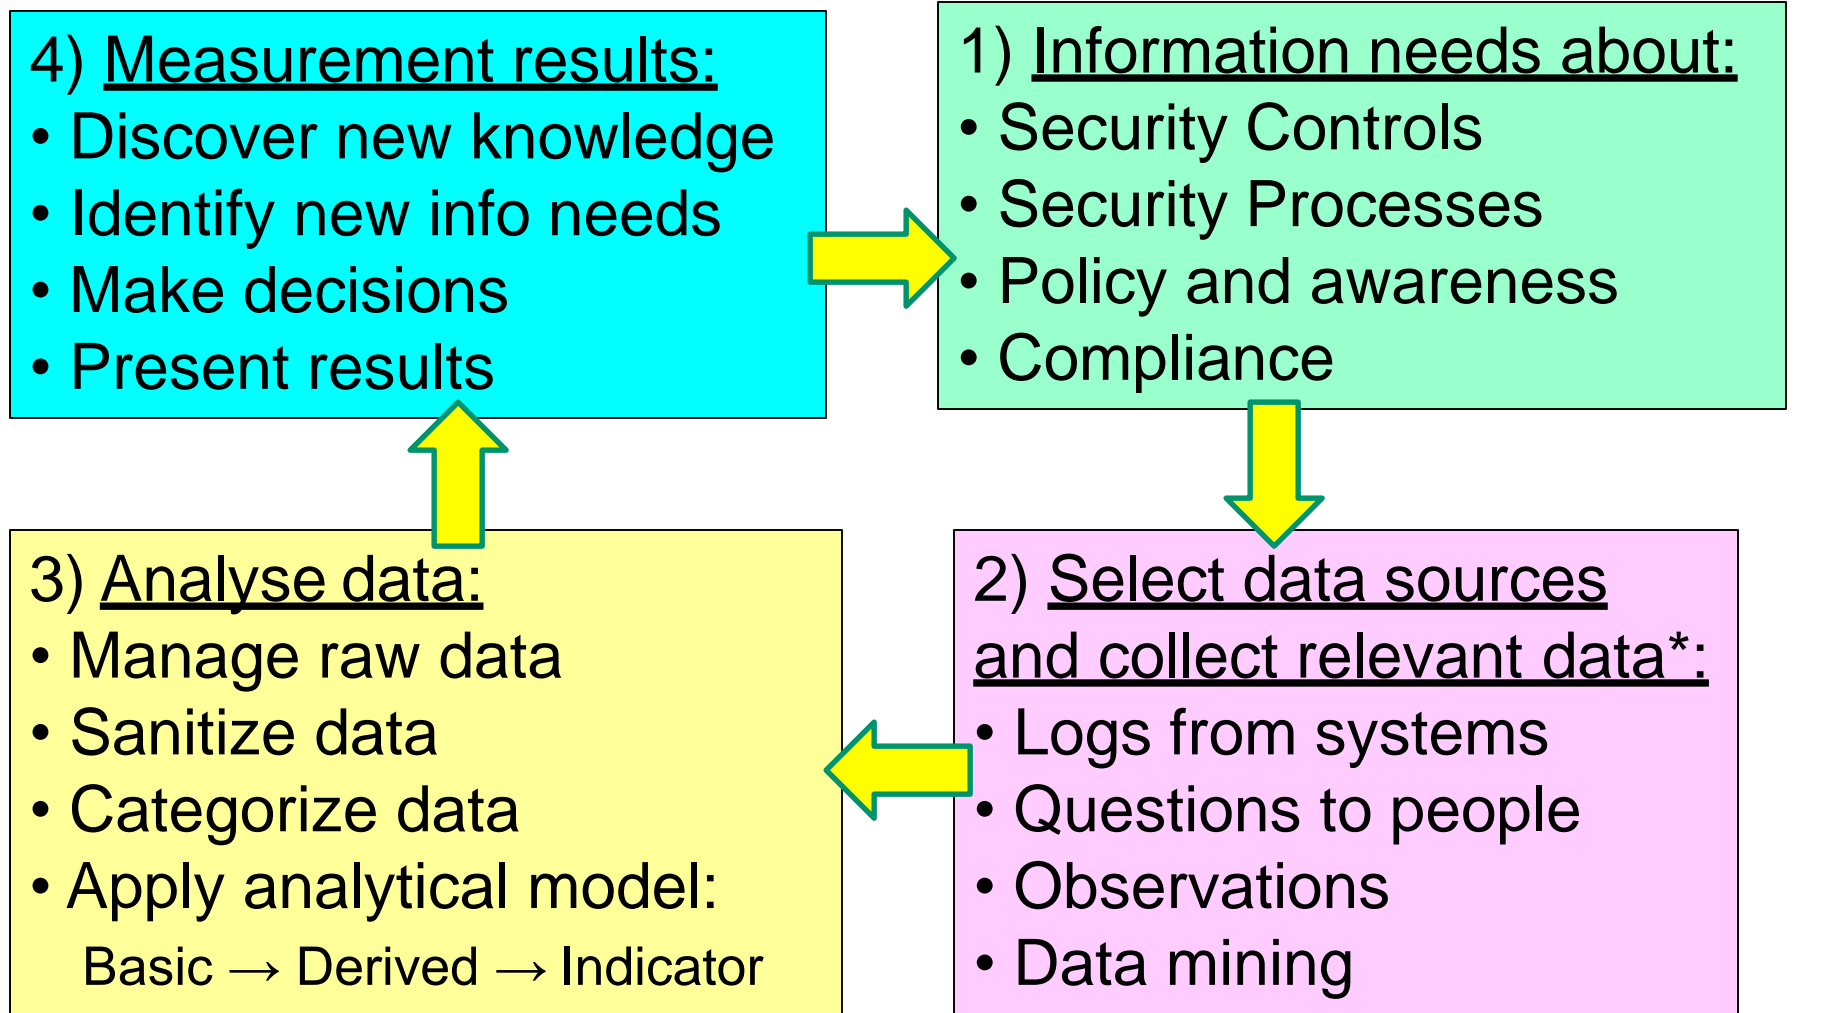 4) Measurement results:
• Discover new knowledge
• Identify new info needs
• Make decisions
• Present results
1) Information needs about:
• Security Controls
• Security Processes
• Policy and awareness
• Compliance
3) Analyse data:
• Manage raw data
• Sanitize data
• Categorize data
• Apply analytical model:
Basic → Derived → Indicator
2) Select data sources
and collect relevant data*:
• Logs from systems
• Questions to people
• Observations
• Data mining